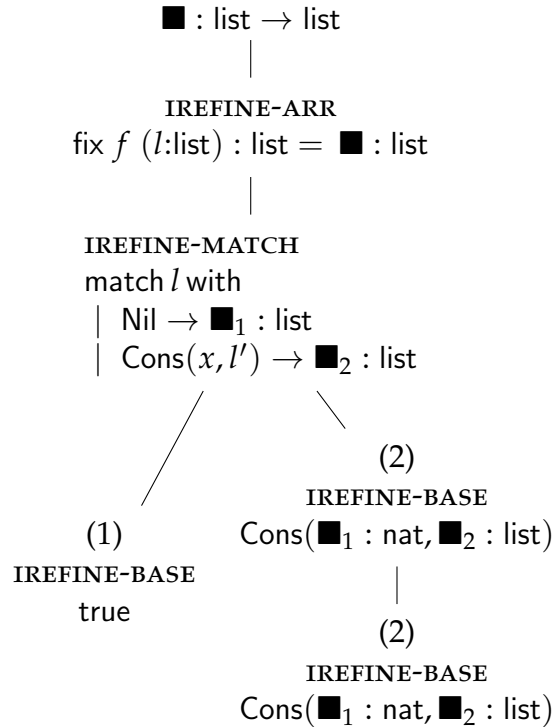 ■ : list → list
IREFINE-ARR
fix f (l:list) : list = ■ : list
IREFINE-MATCH
match l with
| Nil → ■₁ : list
| Cons(x, l′) → ■₂ : list
(2)
IREFINE-BASE
(1)
Cons(■₁ : nat, ■₂ : list)
IREFINE-BASE
true
(2)
IREFINE-BASE
Cons(■₁ : nat, ■₂ : list)